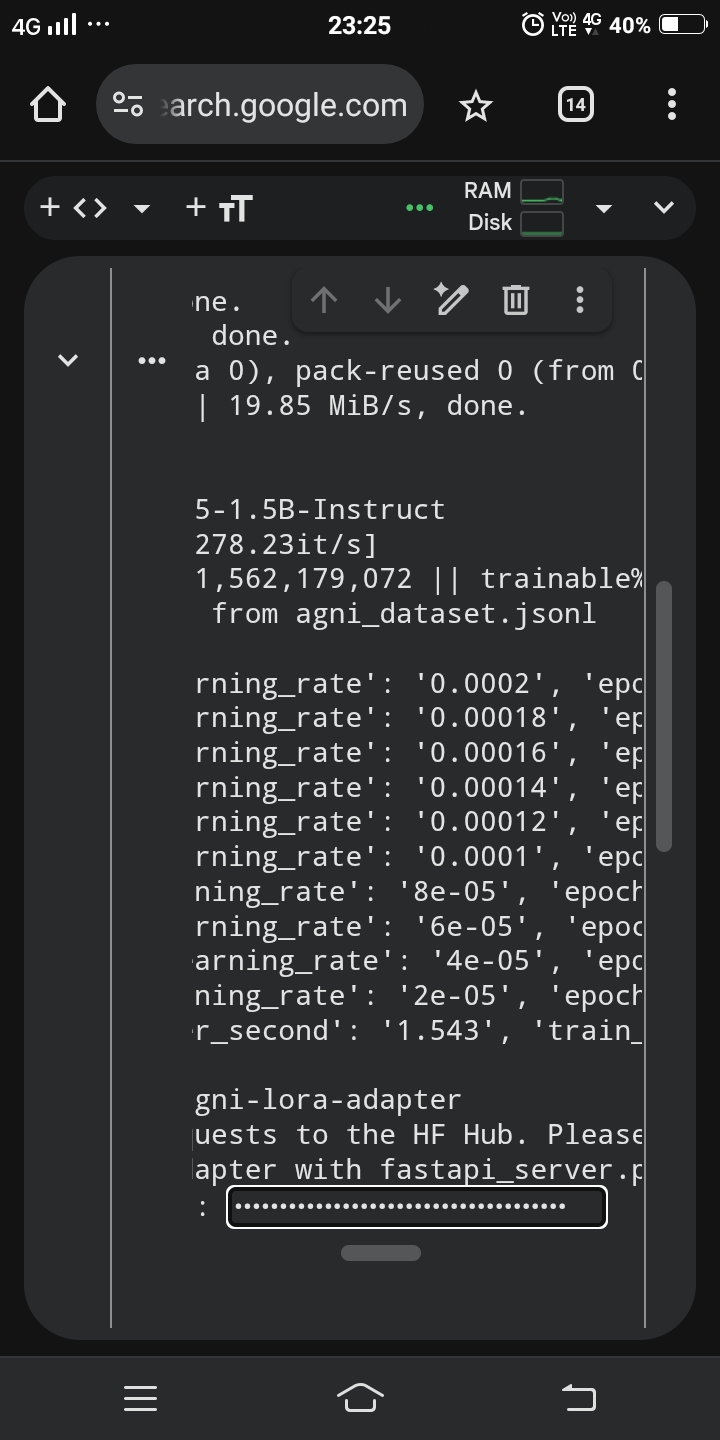 4G ... 23:25 Vo)) LTE 4G 40%
earch.google.com 14
+ <> + TT ... RAM
Disk
ne.
done.
a 0), pack-reused 0 (from 0
| 19.85 MiB/s, done.
5-1.5B-Instruct
278.23it/s]
1,562,179,072 || trainable%
from agni_dataset.jsonl
rning_rate': '0.0002', 'epo
rning_rate': '0.00018', 'ep
rning_rate': '0.00016', 'ep
rning_rate': '0.00014', 'ep
rning_rate': '0.00012', 'ep
rning_rate': '0.0001', 'epo
ning_rate': '8e-05', 'epoch
rning_rate': '6e-05', 'epoc
arning_rate': '4e-05', 'epo
ning_rate': '2e-05', 'epoch
r_second': '1.543', 'train_
gni-lora-adapter
uests to the HF Hub. Please
apter with fastapi_server.p
: •••••••••••••••••••••••••••••••••••••